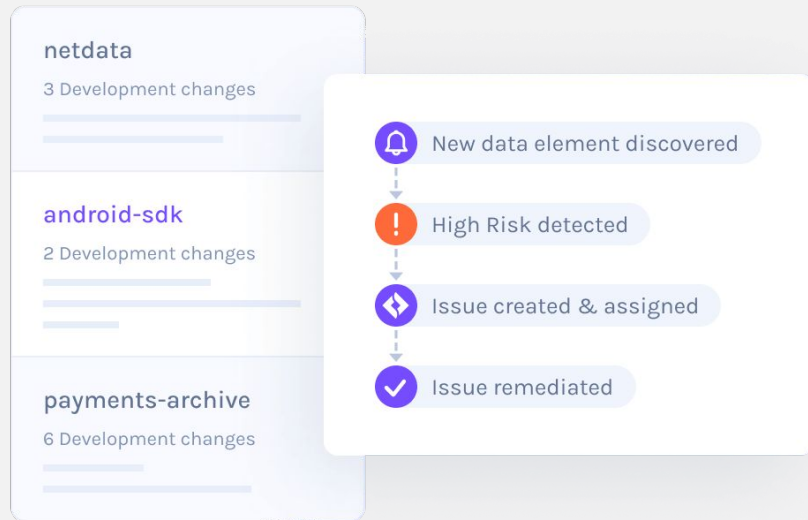 netdata
3 Development changes
android-sdk
2 Development changes
payments-archive
6 Development changes
New data element discovered
High Risk detected
Issue created & assigned
Issue remediated